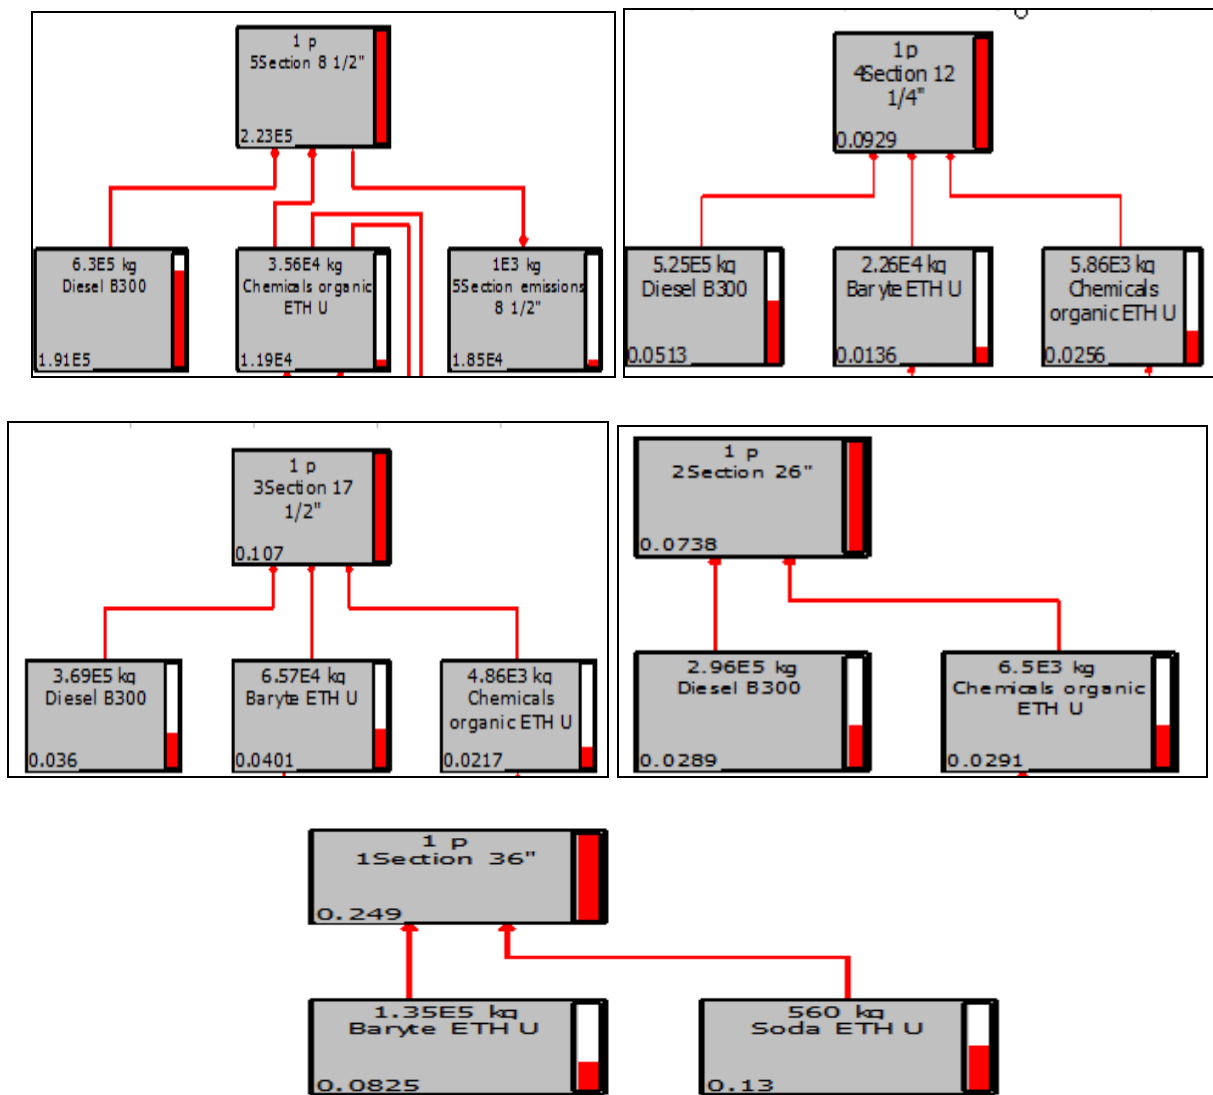 1 p
5Section 8 1/2"
2.23E5
6.3E5 kg
Diesel B300
1.91E5
3.56E4 kg
Chemicals organic
ETH U
1.19E4
1E3 kg
5Section emissions
8 1/2"
1.85E4
1 p
4Section 12
1/4"
0.0929
5.25E5 kg
Diesel B300
0.0513
2.26E4 kg
Baryte ETH U
0.0136
5.86E3 kg
Chemicals
organic ETH U
0.0256
1 p
3Section 17
1/2"
0.107
3.69E5 kg
Diesel B300
0.036
6.57E4 kg
Baryte ETH U
0.0401
4.86E3 kg
Chemicals
organic ETH U
0.0217
1 p
2Section 26"
0.0738
2.96E5 kg
Diesel B300
0.0289
6.5E3 kg
Chemicals organic
ETH U
0.0291
1 p
1Section 36"
0.249
1.35E5 kg
Baryte ETH U
0.0825
560 kg
Soda ETH U
0.13